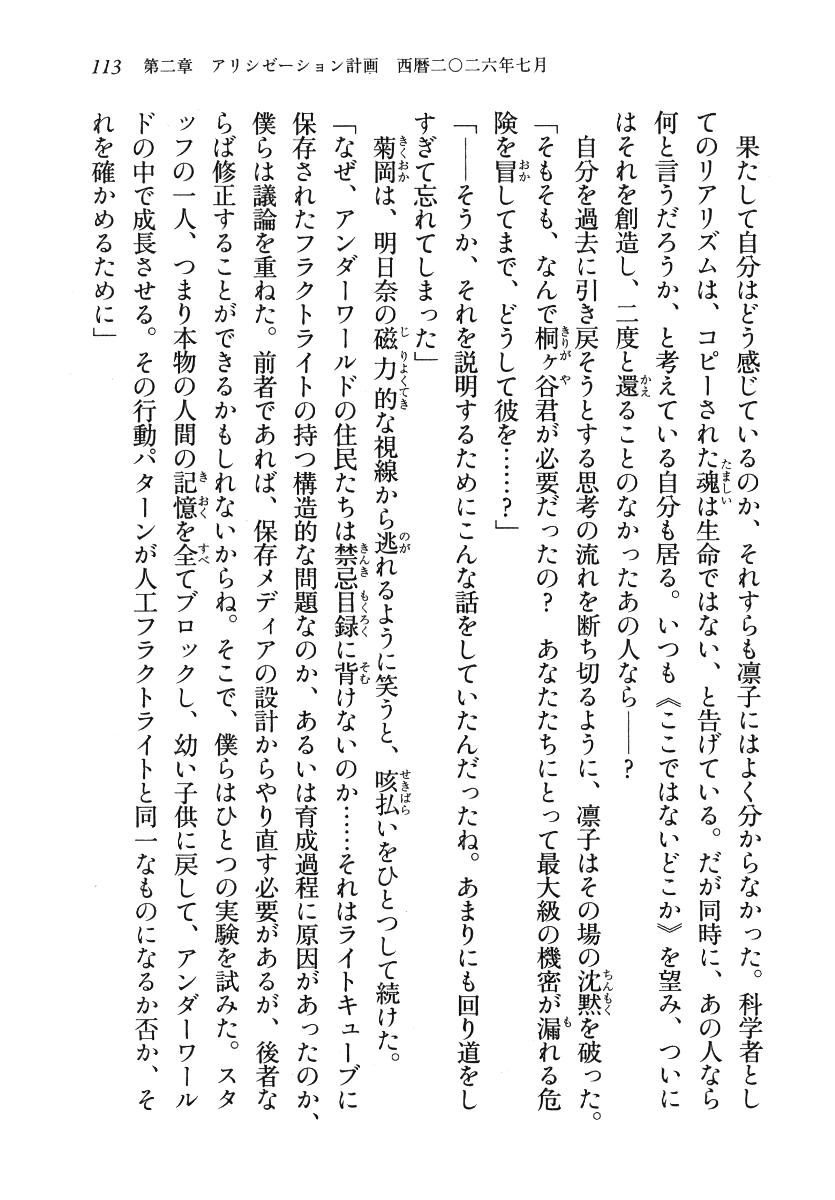 113　第二章　アリシゼーション計画　西暦二〇二六年七月
　果たして自分はどう感じているのか、それすらも凛子にはよく分からなかった。科学者とし
てのリアリズムは、コピーされた魂は生命ではない、と告げている。だが同時に、あの人なら
何と言うだろうか、と考えている自分も居る。いつも《ここではないどこか》を望み、ついに
はそれを創造し、二度と還ることのなかったあの人なら――？
　自分を過去に引き戻そうとする思考の流れを断ち切るように、凛子はその場の沈黙を破った。
「そもそも、なんで桐ヶ谷君が必要だったの？　あなたたちにとって最大級の機密が漏れる危
険を冒してまで、どうして彼を……？」
「――そうか、それを説明するためにこんな話をしていたんだったね。あまりにも回り道をし
すぎて忘れてしまった」
　菊岡は、明日奈の磁力的な視線から逃れるように笑うと、咳払いをひとつして続けた。
「なぜ、アンダーワールドの住民たちは禁忌目録に背けないのか……それはライトキューブに
保存されたフラクトライトの持つ構造的な問題なのか、あるいは育成過程に原因があったのか、
僕らは議論を重ねた。前者であれば、保存メディアの設計からやり直す必要があるが、後者な
らば修正することができるかもしれないからね。そこで、僕らはひとつの実験を試みた。スタ
ッフの一人、つまり本物の人間の記憶を全てブロックし、幼い子供に戻して、アンダーワール
ドの中で成長させる。その行動パターンが人工フラクトライトと同一なものになるか否か、そ
れを確かめるために」